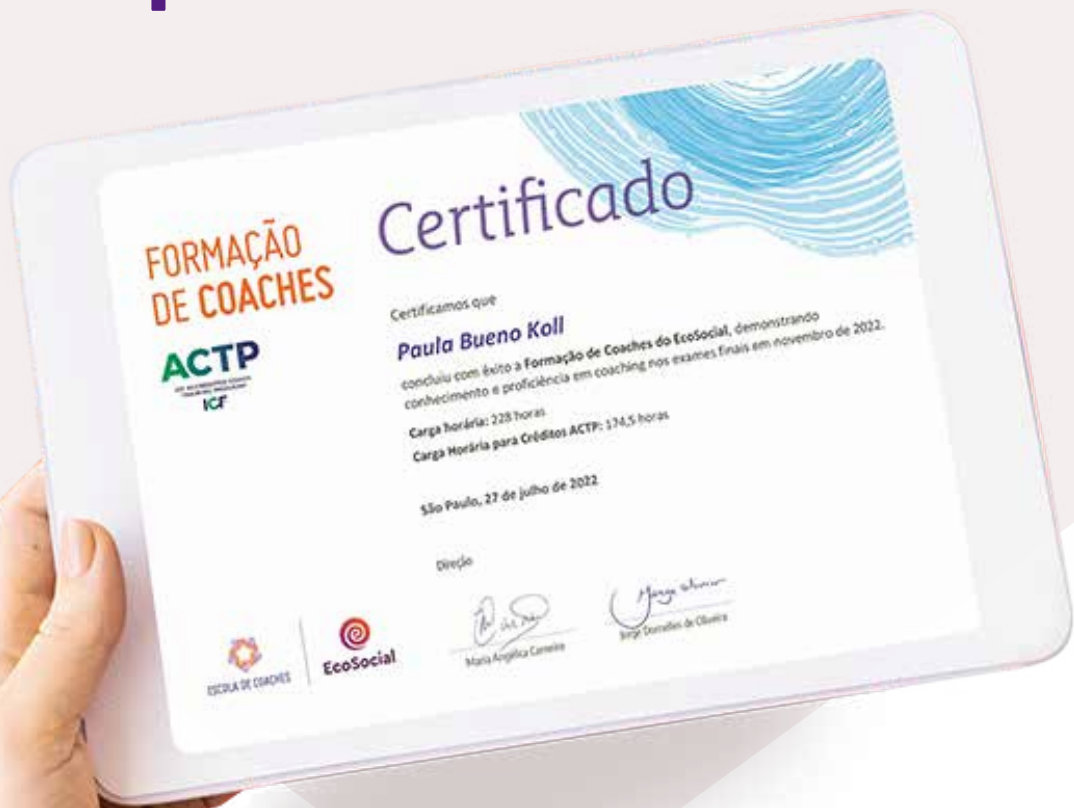 Certificado
FORMAÇÃO
DE COACHES
ACTP
ICF
Certificamos que
Paula Bueno Koll
concluiu com êxito a Formação de Coaches do EcoSocial, demonstrando
conhecimento e proficiência em coaching nos exames finais em novembro de 2022.
Carga horária: 228 horas
Carga Horária para Créditos ACTP: 174,5 horas
São Paulo, 27 de julho de 2022
Direção
Maria Angélica Carneiro
Jorge Dornelles de Oliveira
ESCOLA DE COACHES
EcoSocial